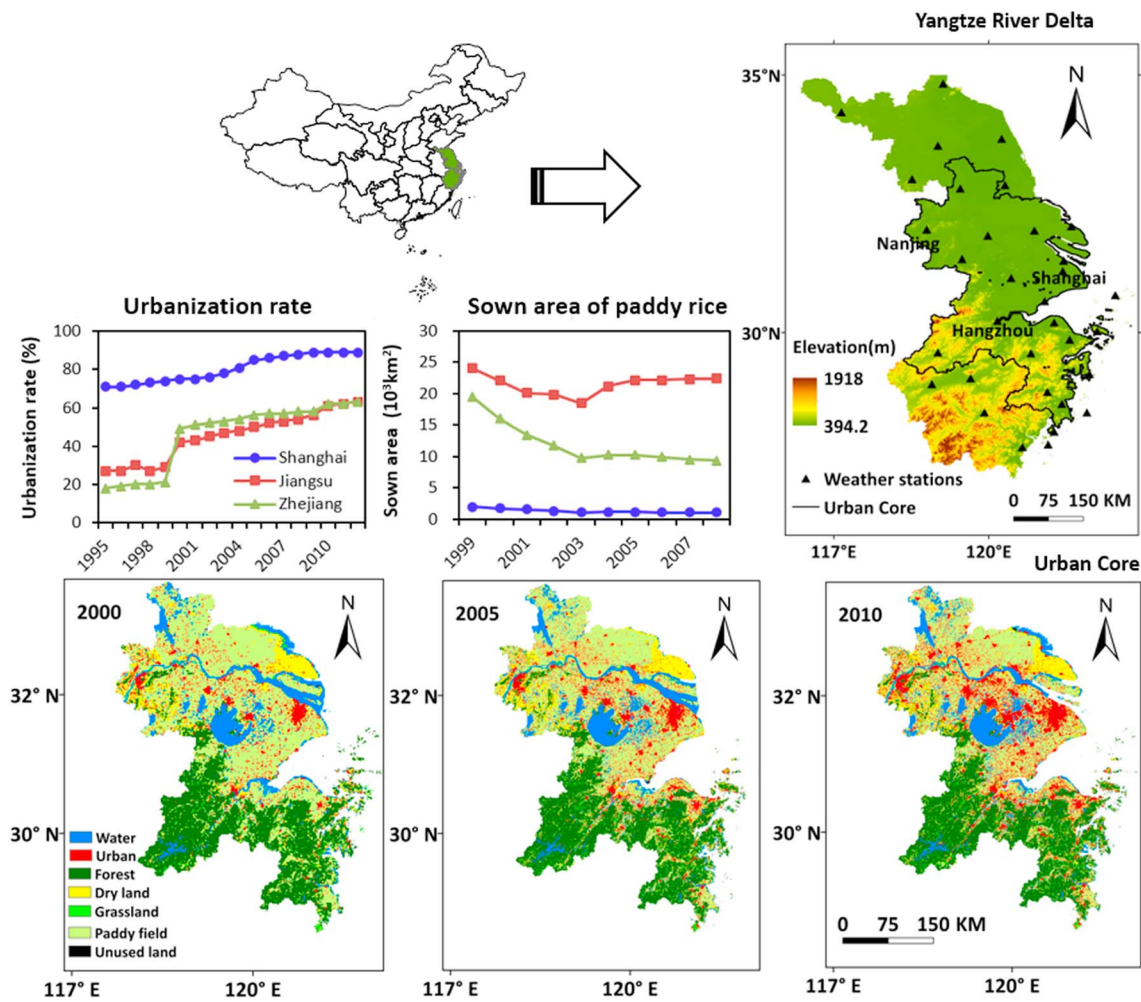 Yangtze River Delta
35° N
30° N
117° E
120° E
N
Nanjing
Shanghai
Hangzhou
Elevation(m)
1918
394.2
Weather stations
Urban Core
0 75 150 KM
Urbanization rate
Urbanization rate (%)
100
80
60
40
20
0
Shanghai
Jiangsu
Zhejiang
1995
1998
2001
2004
2007
2010
Sown area of paddy rice
Sown area (10³km²)
30
25
20
15
10
5
0
1999
2001
2003
2005
2007
Urban Core
2000
N
32° N
30° N
Water
Urban
Forest
Dry land
Grassland
Paddy field
Unused land
117° E
120° E
2005
N
32° N
30° N
117° E
120° E
2010
N
32° N
30° N
0 75 150 KM
117° E
120° E